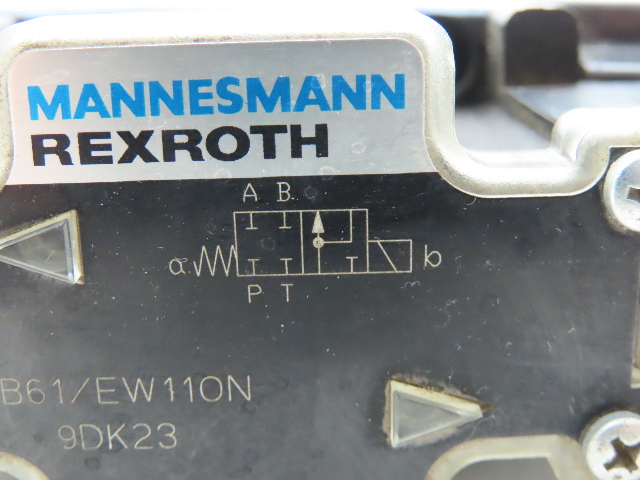 MANNESMANN
REXROTH
A B
a b
P T
B61/EW110N
9DK23